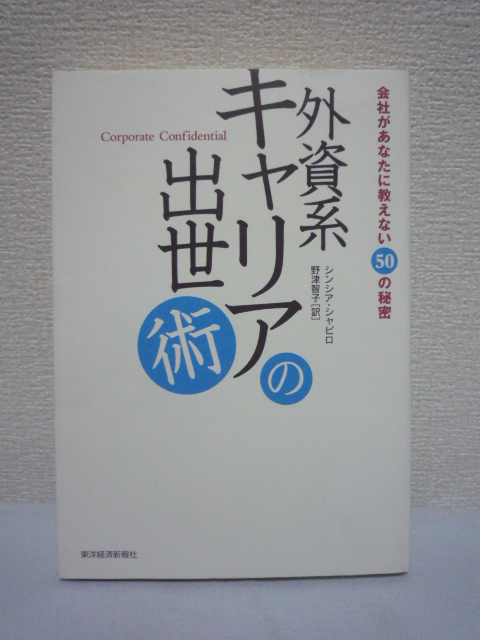 会社があなたに教えない50の秘密
外資系
キャリアの
出世術
Corporate Confidential
シンシア・シャピロ
野津智子[訳]
東洋経済新報社